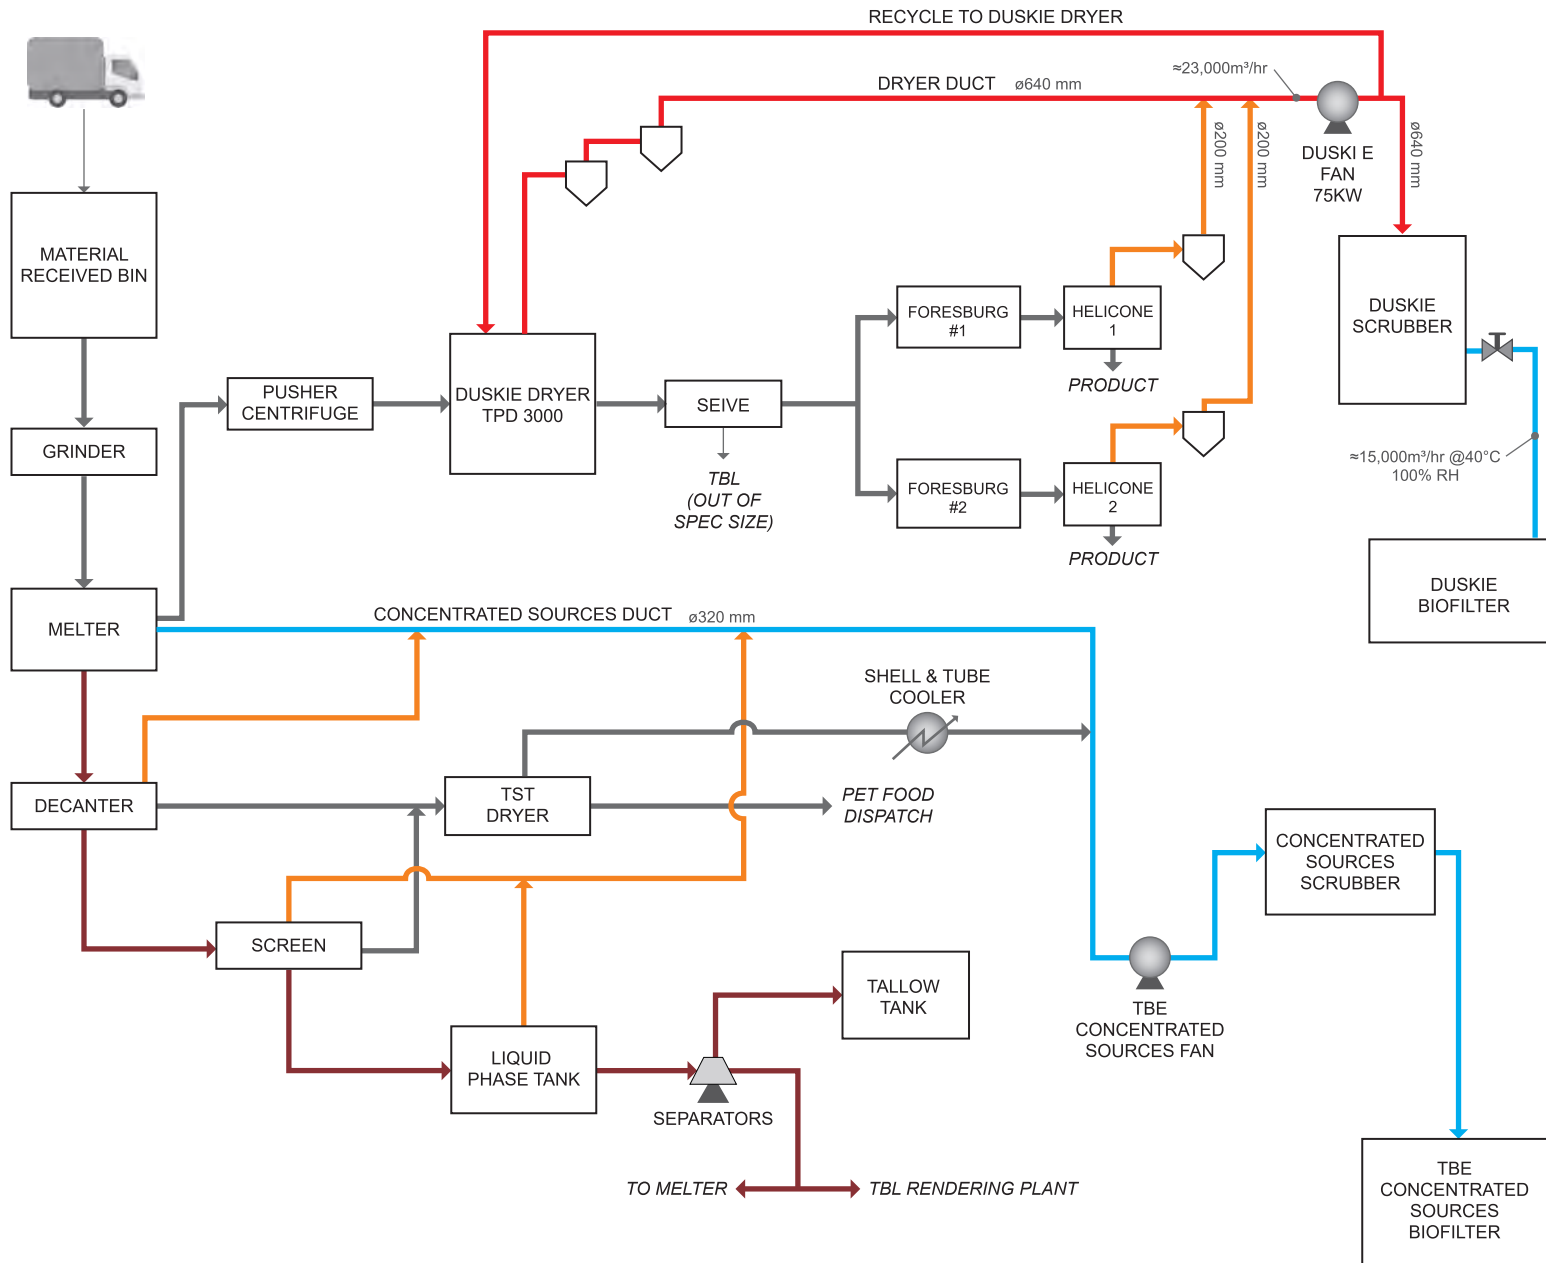 RECYCLE TO DUSKIE DRYER
DRYER DUCT ø640 mm
≈23,000m³/hr
ø200 mm
ø200 mm
ø640 mm
DUSKI E
FAN
75KW
MATERIAL
RECEIVED BIN
DUSKIE
SCRUBBER
FORESBURG
#1
HELICONE
1
PRODUCT
PUSHER
CENTRIFUGE
DUSKIE DRYER
TPD 3000
SEIVE
GRINDER
TBL
(OUT OF
SPEC SIZE)
FORESBURG
#2
HELICONE
2
PRODUCT
≈15,000m³/hr @40°C
100% RH
DUSKIE
BIOFILTER
MELTER
CONCENTRATED SOURCES DUCT ø320 mm
SHELL & TUBE
COOLER
DECANTER
TST
DRYER
PET FOOD
DISPATCH
CONCENTRATED
SOURCES
SCRUBBER
SCREEN
TALLOW
TANK
TBE
CONCENTRATED
SOURCES FAN
LIQUID
PHASE TANK
SEPARATORS
TO MELTER
TBL RENDERING PLANT
TBE
CONCENTRATED
SOURCES
BIOFILTER